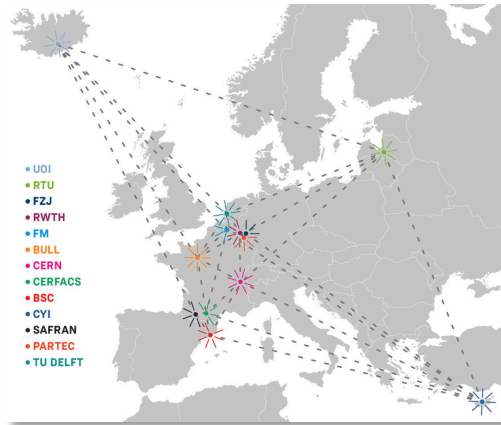 UOI
RTU
FZJ
RWTH
FM
BULL
CERN
CERFACS
BSC
CYI
SAFRAN
PARTEC
TU DELFT